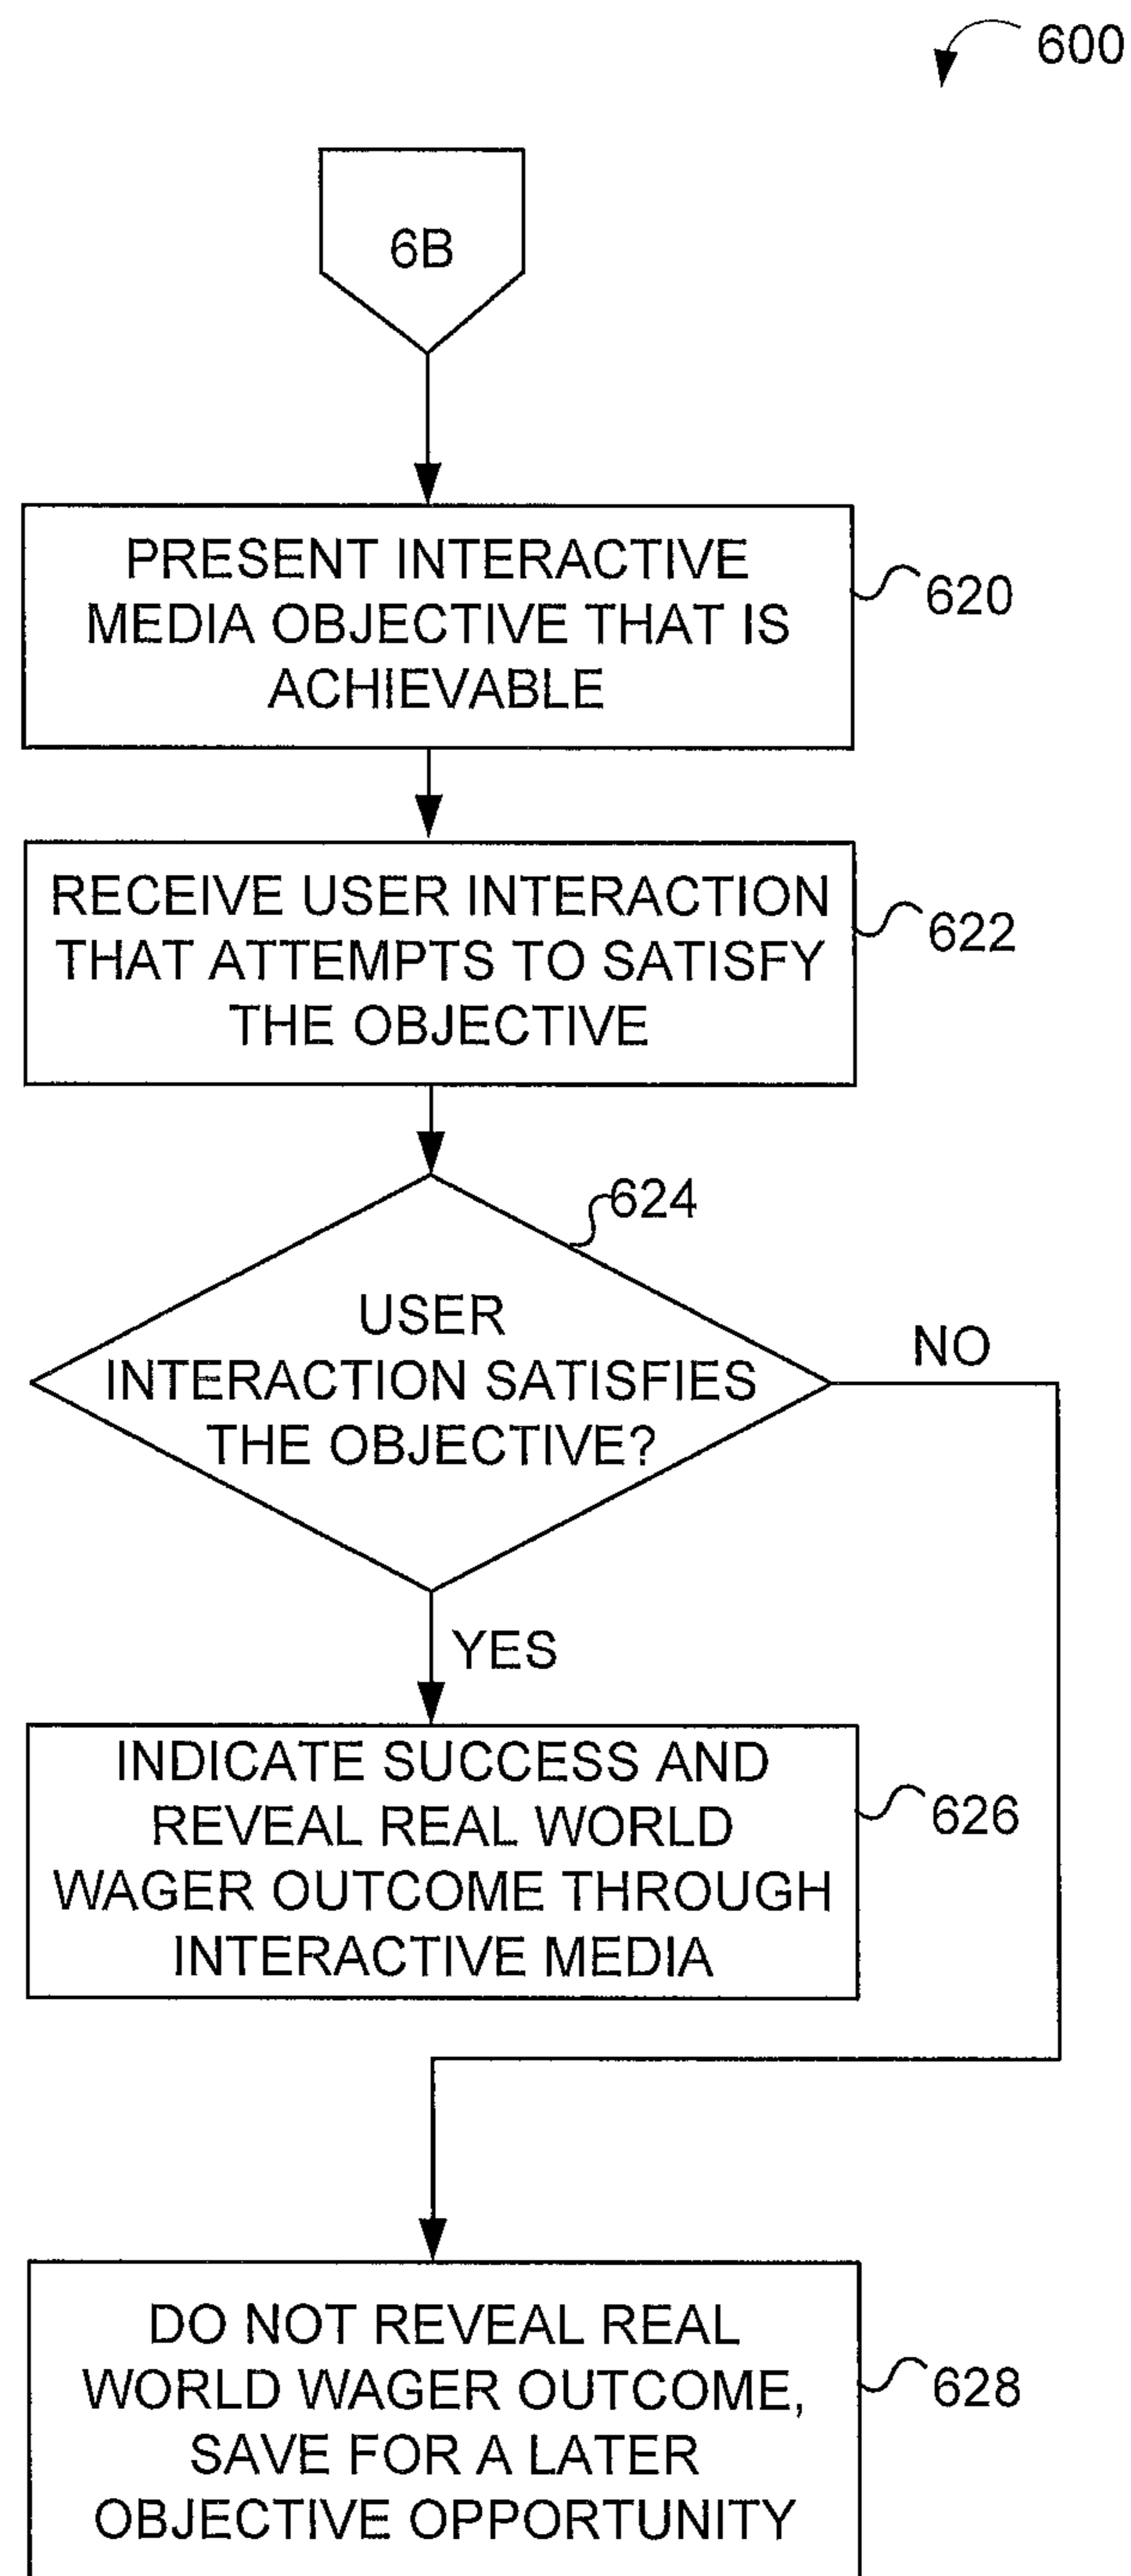 600
6B
PRESENT INTERACTIVE
MEDIA OBJECTIVE THAT IS
ACHIEVABLE
620
RECEIVE USER INTERACTION
THAT ATTEMPTS TO SATISFY
THE OBJECTIVE
622
624
USER
INTERACTION SATISFIES
THE OBJECTIVE?
NO
YES
INDICATE SUCCESS AND
REVEAL REAL WORLD
WAGER OUTCOME THROUGH
INTERACTIVE MEDIA
626
DO NOT REVEAL REAL
WORLD WAGER OUTCOME,
SAVE FOR A LATER
OBJECTIVE OPPORTUNITY
628